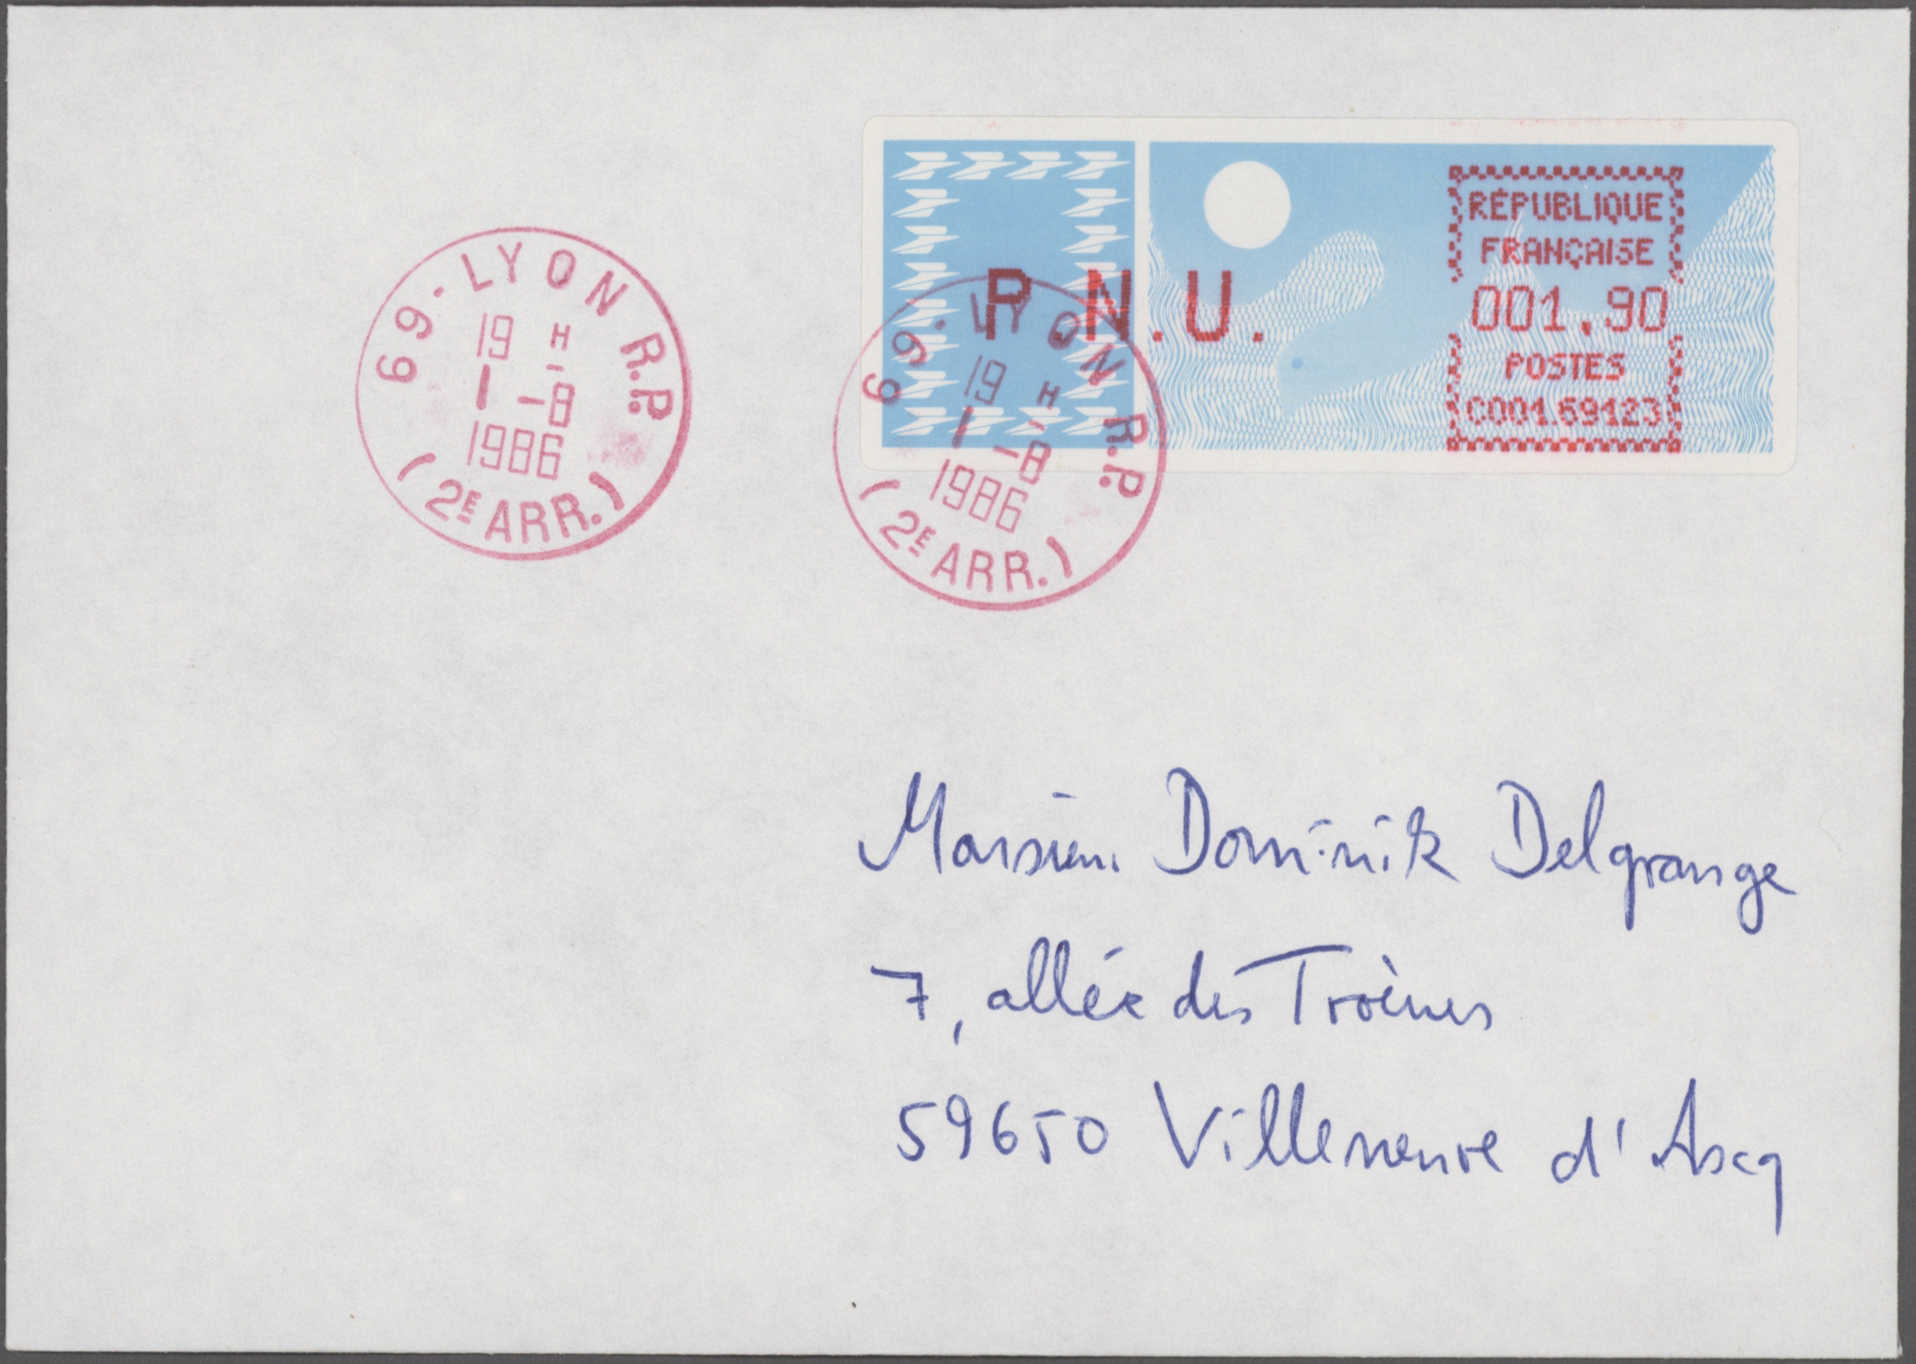 69-LYON R.P.
19 H
1 -8
1986
(2E ARR.)
69-LYON R.P.
19 H
1 -8
1986
(2E ARR.)
P.N.U.
RÉPUBLIQUE
FRANÇAISE
001,90
POSTES
C001.69123
Monsieur Dominik Delgrange
7, allée des Troènes
59650 Villeneuve d'Ascq